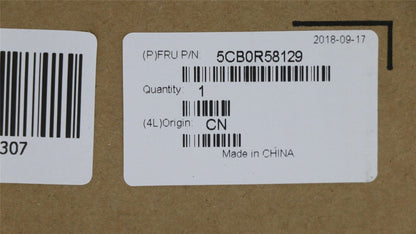 2018-09-17
(P)FRU P/N: 5CB0R58129
Quantity: 1
(4L)Origin: CN
Made in CHINA
307